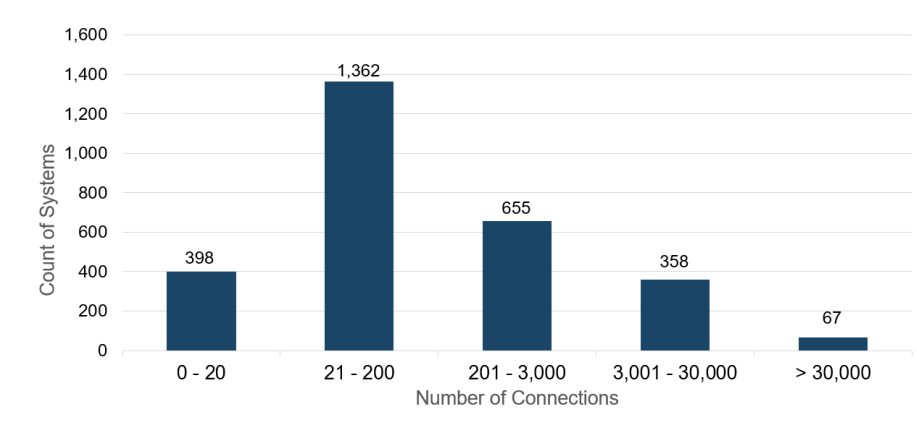 1,600
1,400
1,200
1,000
800
600
400
200
0
Count of Systems
398
1,362
655
358
67
0 - 20
21 - 200
201 - 3,000
3,001 - 30,000
> 30,000
Number of Connections